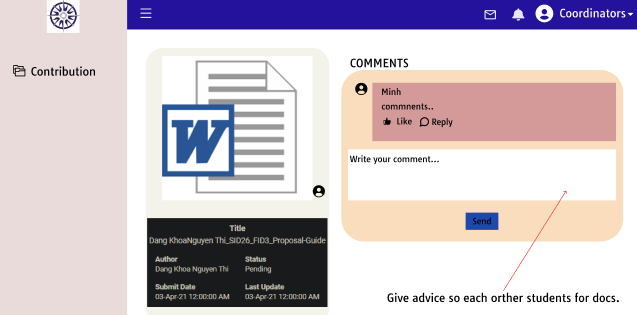 Coordinators
Contribution
W
Title
Dang KhoaNguyen Thi_SID26_FID3_Proposal-Guide
Author
Status
Dang Khoa Nguyen Thi
Pending
Submit Date
Last Update
03-Apr-21 12:00:00 AM
03-Apr-21 12:00:00 AM
COMMENTS
Minh
commnents..
Like
Reply
Write your comment...
Send
Give advice so each orther students for docs.